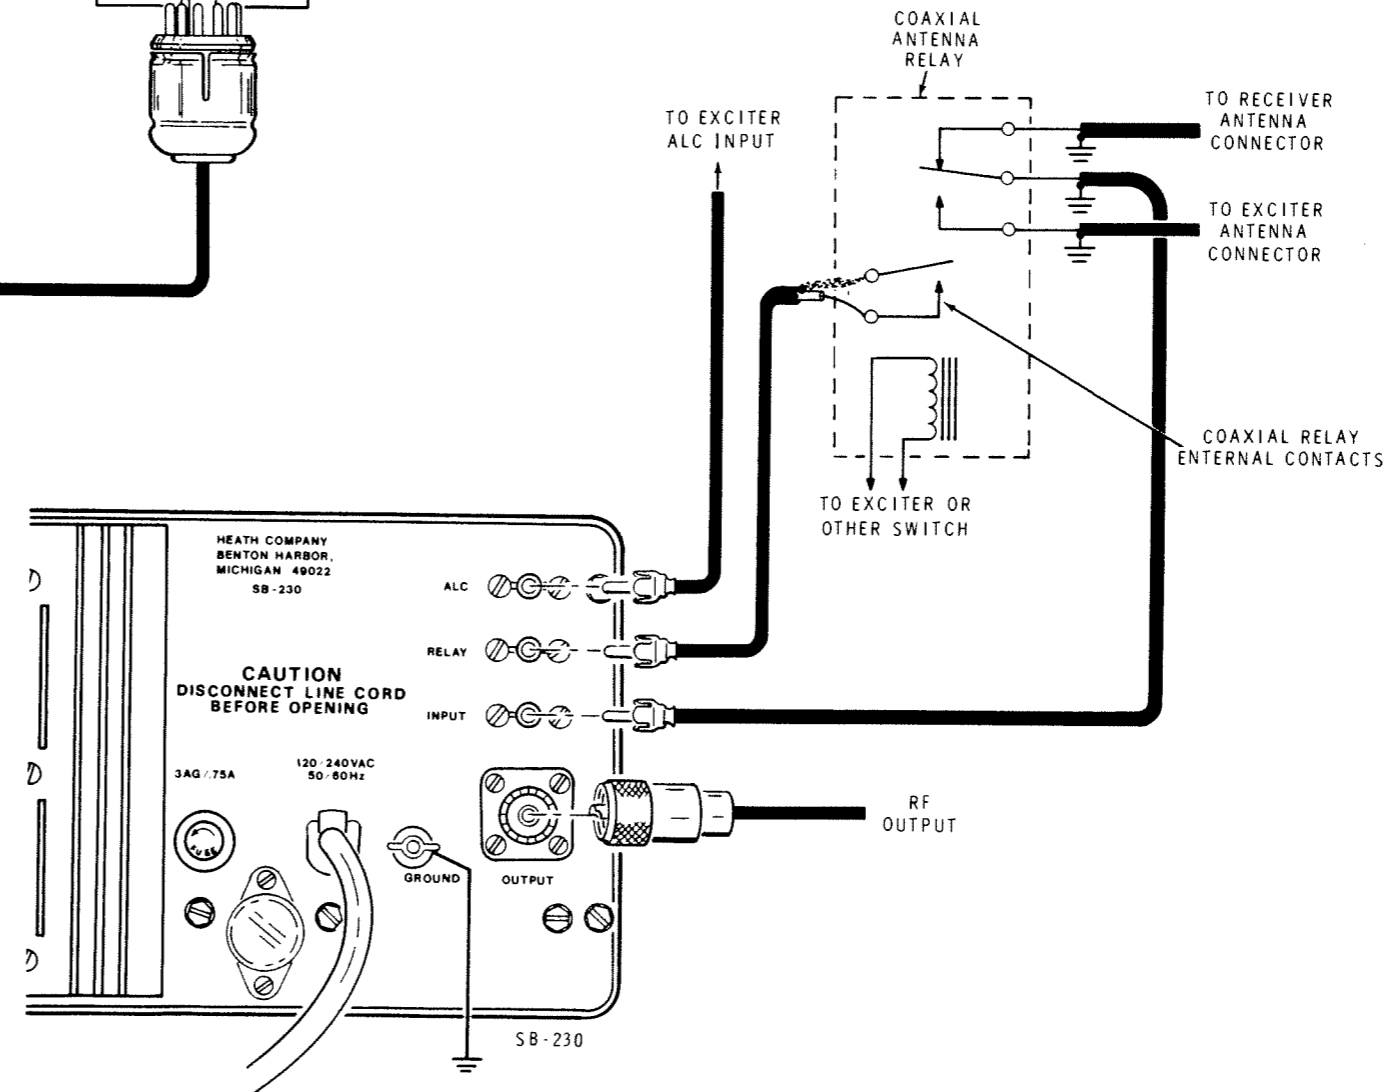 COAXIAL
ANTENNA
RELAY
TO EXCITER
ALC INPUT
TO RECEIVER
ANTENNA
CONNECTOR
TO EXCITER
ANTENNA
CONNECTOR
COAXIAL RELAY
ENTERNAL CONTACTS
TO EXCITER OR
OTHER SWITCH
HEATH COMPANY
BENTON HARBOR,
MICHIGAN 49022
SB-230
ALC
RELAY
CAUTION
DISCONNECT LINE CORD
BEFORE OPENING
INPUT
3AG/.75A
120/240VAC
50/60Hz
FUSE
GROUND
OUTPUT
RF
OUTPUT
SB-230